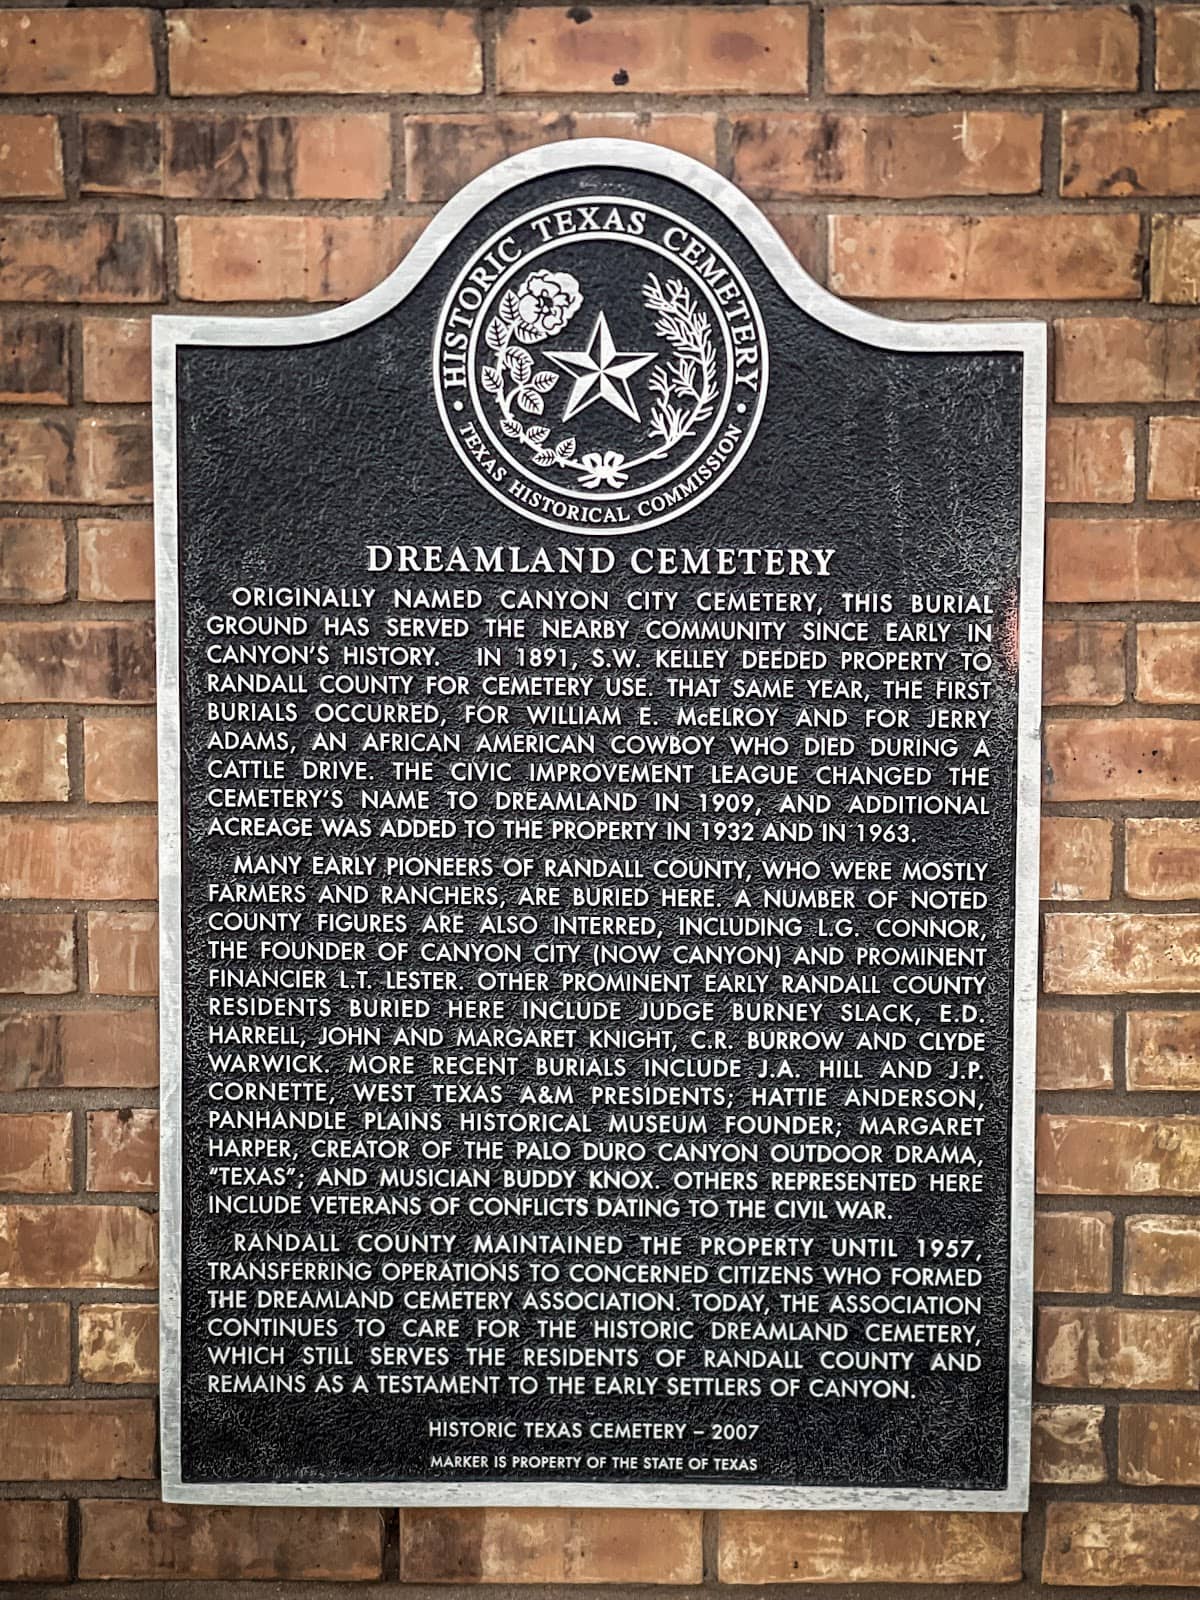 HISTORIC TEXAS CEMETERY
TEXAS HISTORICAL COMMISSION
DREAMLAND CEMETERY
ORIGINALLY NAMED CANYON CITY CEMETERY, THIS BURIAL
GROUND HAS SERVED THE NEARBY COMMUNITY SINCE EARLY IN
CANYON'S HISTORY. IN 1891, S.W. KELLEY DEEDED PROPERTY TO
RANDALL COUNTY FOR CEMETERY USE. THAT SAME YEAR, THE FIRST
BURIALS OCCURRED, FOR WILLIAM E. McELROY AND FOR JERRY
ADAMS, AN AFRICAN AMERICAN COWBOY WHO DIED DURING A
CATTLE DRIVE. THE CIVIC IMPROVEMENT LEAGUE CHANGED THE
CEMETERY'S NAME TO DREAMLAND IN 1909, AND ADDITIONAL
ACREAGE WAS ADDED TO THE PROPERTY IN 1932 AND IN 1963.
MANY EARLY PIONEERS OF RANDALL COUNTY, WHO WERE MOSTLY
FARMERS AND RANCHERS, ARE BURIED HERE. A NUMBER OF NOTED
COUNTY FIGURES ARE ALSO INTERRED, INCLUDING L.G. CONNOR,
THE FOUNDER OF CANYON CITY (NOW CANYON) AND PROMINENT
FINANCIER L.T. LESTER. OTHER PROMINENT EARLY RANDALL COUNTY
RESIDENTS BURIED HERE INCLUDE JUDGE BURNEY SLACK, E.D.
HARRELL, JOHN AND MARGARET KNIGHT, C.R. BURROW AND CLYDE
WARWICK. MORE RECENT BURIALS INCLUDE J.A. HILL AND J.P.
CORNETTE, WEST TEXAS A&M PRESIDENTS; HATTIE ANDERSON,
PANHANDLE PLAINS HISTORICAL MUSEUM FOUNDER; MARGARET
HARPER, CREATOR OF THE PALO DURO CANYON OUTDOOR DRAMA,
"TEXAS"; AND MUSICIAN BUDDY KNOX. OTHERS REPRESENTED HERE
INCLUDE VETERANS OF CONFLICTS DATING TO THE CIVIL WAR.
RANDALL COUNTY MAINTAINED THE PROPERTY UNTIL 1957,
TRANSFERRING OPERATIONS TO CONCERNED CITIZENS WHO FORMED
THE DREAMLAND CEMETERY ASSOCIATION. TODAY, THE ASSOCIATION
CONTINUES TO CARE FOR THE HISTORIC DREAMLAND CEMETERY,
WHICH STILL SERVES THE RESIDENTS OF RANDALL COUNTY AND
REMAINS AS A TESTAMENT TO THE EARLY SETTLERS OF CANYON.
HISTORIC TEXAS CEMETERY – 2007
MARKER IS PROPERTY OF THE STATE OF TEXAS